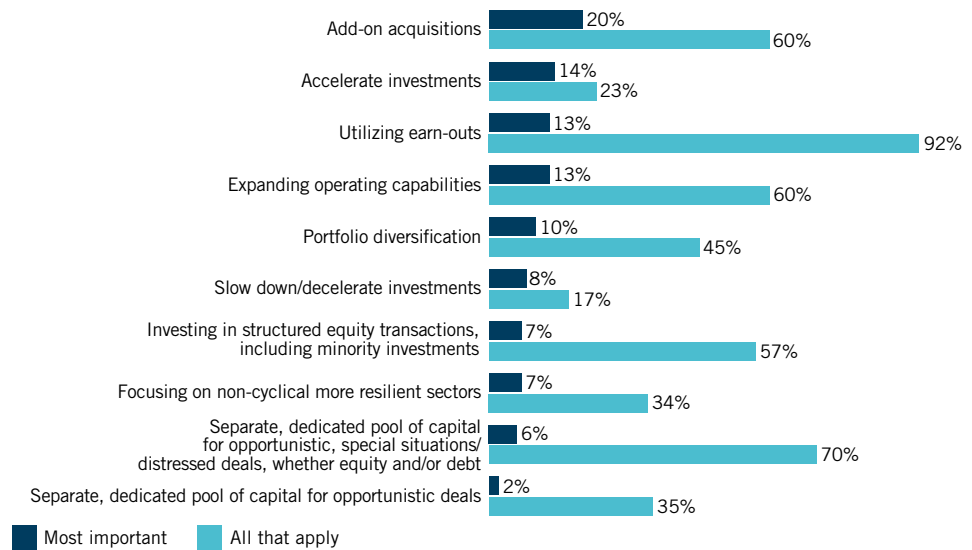 Add-on acquisitions
20%
60%
Accelerate investments
14%
23%
Utilizing earn-outs
13%
92%
Expanding operating capabilities
13%
60%
Portfolio diversification
10%
45%
Slow down/decelerate investments
8%
17%
Investing in structured equity transactions,
including minority investments
7%
57%
Focusing on non-cyclical more resilient sectors
7%
34%
Separate, dedicated pool of capital
for opportunistic, special situations/
distressed deals, whether equity and/or debt
6%
70%
Separate, dedicated pool of capital for opportunistic deals
2%
35%
Most important
All that apply